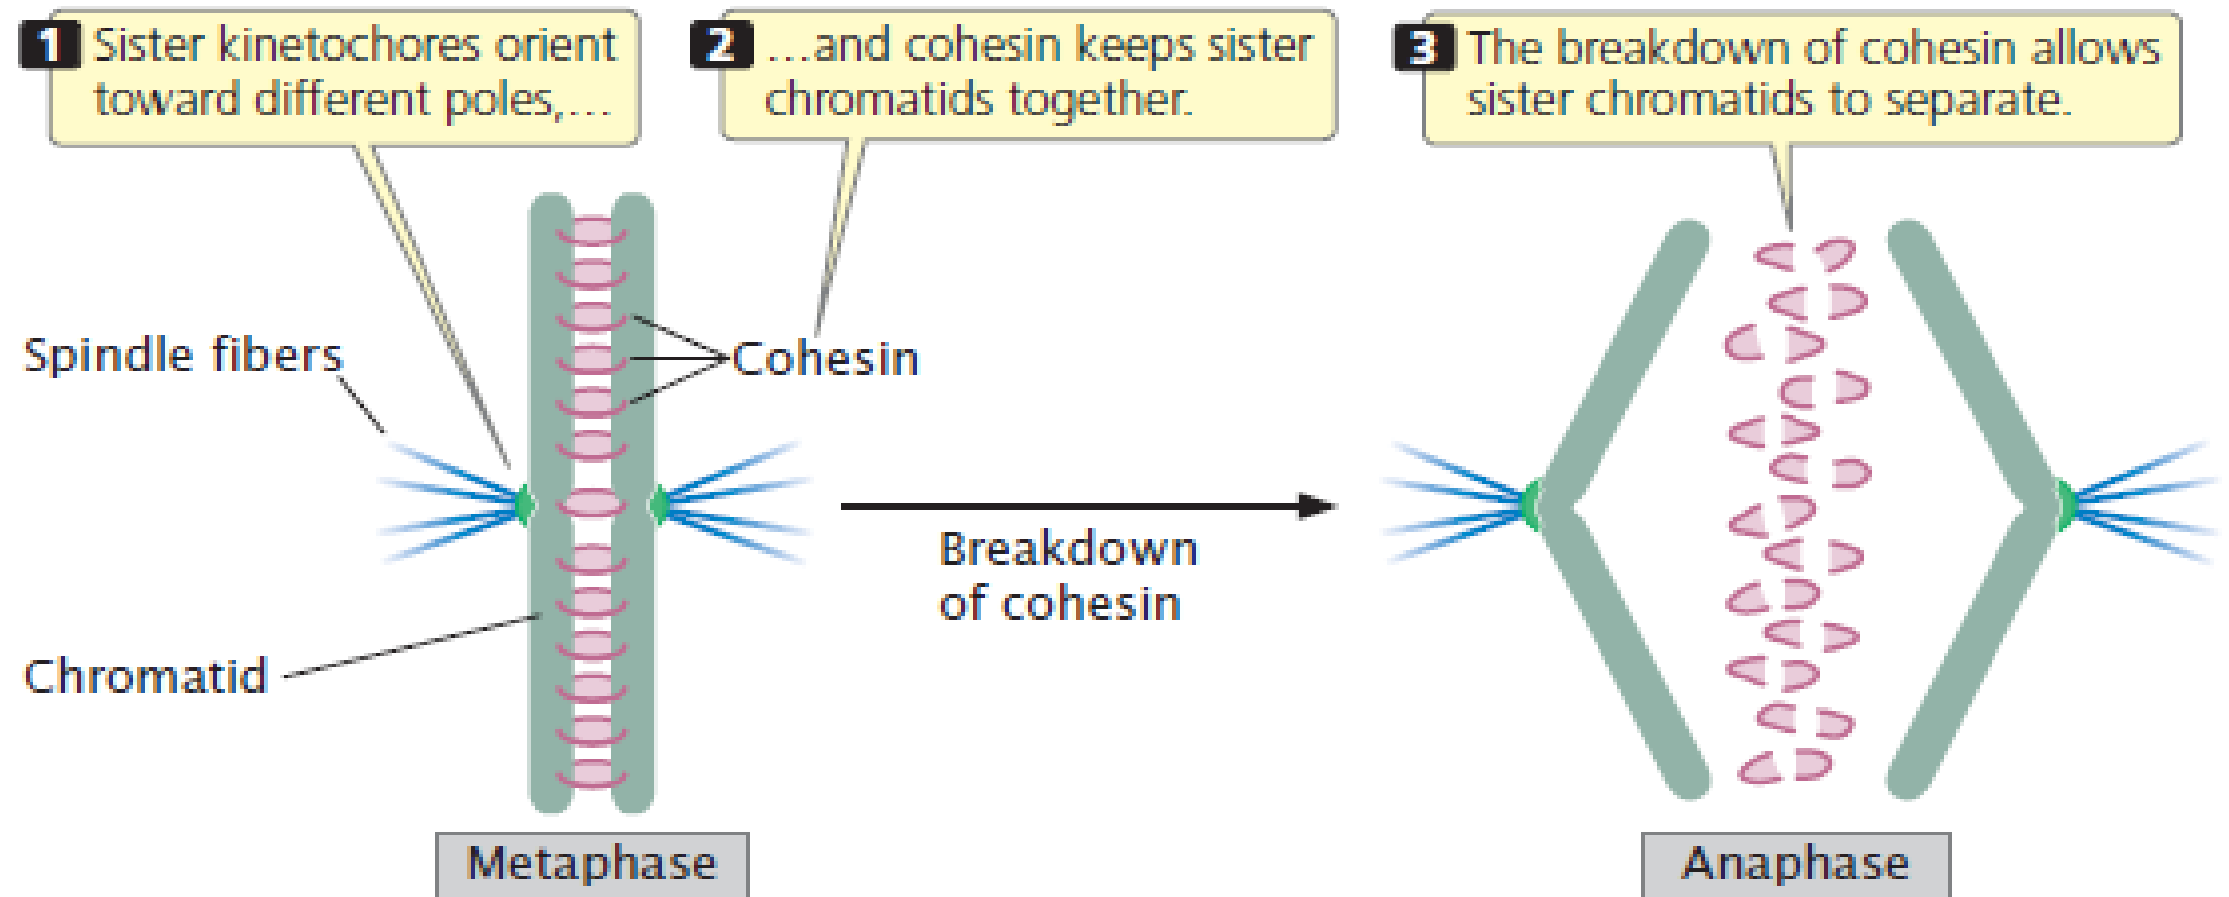 1 Sister kinetochores orient
toward different poles,...
2 ...and cohesin keeps sister
chromatids together.
3 The breakdown of cohesin allows
sister chromatids to separate.
Spindle fibers
Cohesin
Breakdown
of cohesin
Chromatid
Metaphase
Anaphase